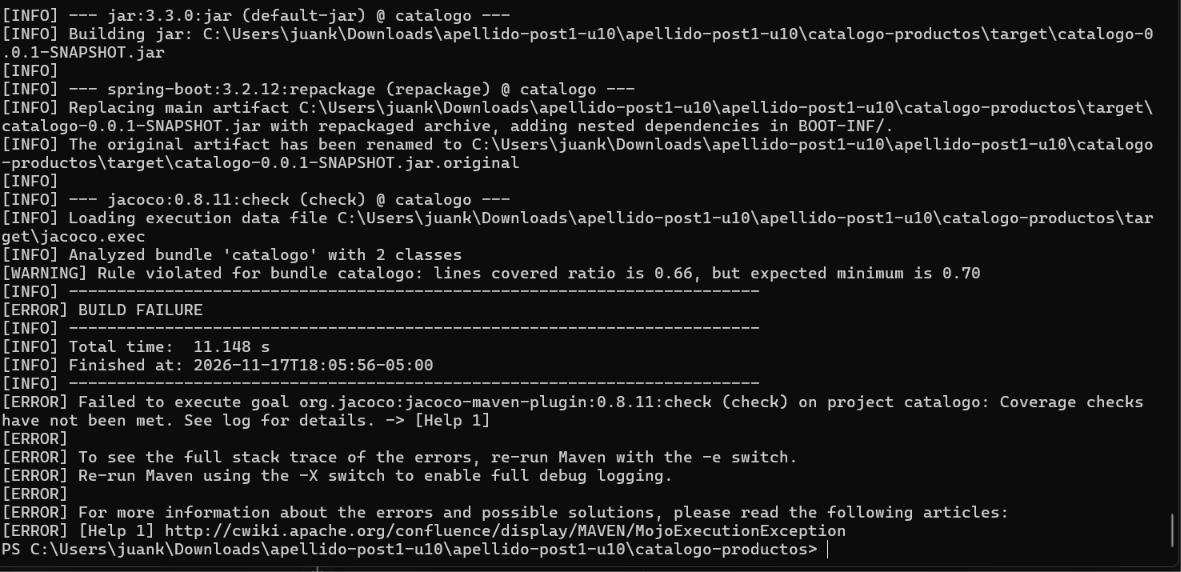 [INFO] --- jar:3.3.0:jar (default-jar) @ catalogo ---
[INFO] Building jar: C:\Users\juank\Downloads\apellido-post1-u10\apellido-post1-u10\catalogo-productos\target\catalogo-0
.0.1-SNAPSHOT.jar
[INFO]
[INFO] --- spring-boot:3.2.12:repackage (repackage) @ catalogo ---
[INFO] Replacing main artifact C:\Users\juank\Downloads\apellido-post1-u10\apellido-post1-u10\catalogo-productos\target\
catalogo-0.0.1-SNAPSHOT.jar with repackaged archive, adding nested dependencies in BOOT-INF/.
[INFO] The original artifact has been renamed to C:\Users\juank\Downloads\apellido-post1-u10\apellido-post1-u10\catalogo
-productos\target\catalogo-0.0.1-SNAPSHOT.jar.original
[INFO]
[INFO] --- jacoco:0.8.11:check (check) @ catalogo ---
[INFO] Loading execution data file C:\Users\juank\Downloads\apellido-post1-u10\apellido-post1-u10\catalogo-productos\tar
get\jacoco.exec
[INFO] Analyzed bundle 'catalogo' with 2 classes
[WARNING] Rule violated for bundle catalogo: lines covered ratio is 0.66, but expected minimum is 0.70
[INFO] ------------------------------------------------------------------------
[ERROR] BUILD FAILURE
[INFO] ------------------------------------------------------------------------
[INFO] Total time:  11.148 s
[INFO] Finished at: 2026-11-17T18:05:56-05:00
[INFO] ------------------------------------------------------------------------
[ERROR] Failed to execute goal org.jacoco:jacoco-maven-plugin:0.8.11:check (check) on project catalogo: Coverage checks
have not been met. See log for details. -> [Help 1]
[ERROR]
[ERROR] To see the full stack trace of the errors, re-run Maven with the -e switch.
[ERROR] Re-run Maven using the -X switch to enable full debug logging.
[ERROR]
[ERROR] For more information about the errors and possible solutions, please read the following articles:
[ERROR] [Help 1] http://cwiki.apache.org/confluence/display/MAVEN/MojoExecutionException
PS C:\Users\juank\Downloads\apellido-post1-u10\apellido-post1-u10\catalogo-productos>